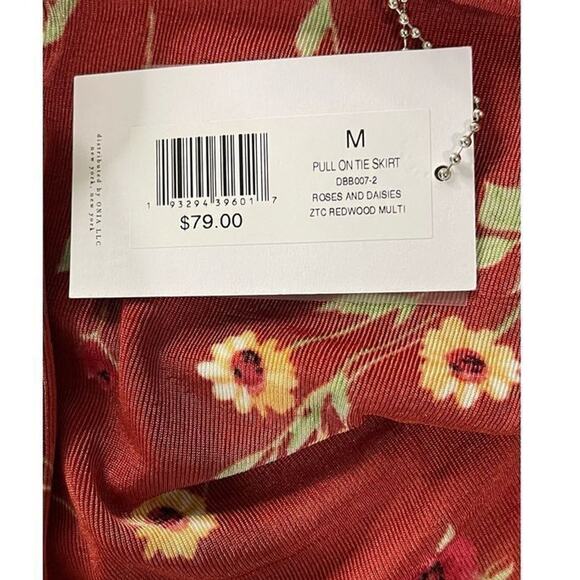 distributed by ONIA, LLC
new york, new york
M
PULL ON TIE SKIRT
DBB007-2
ROSES AND DAISIES
ZTC REDWOOD MULTI
1 93294 39601 7
$79.00